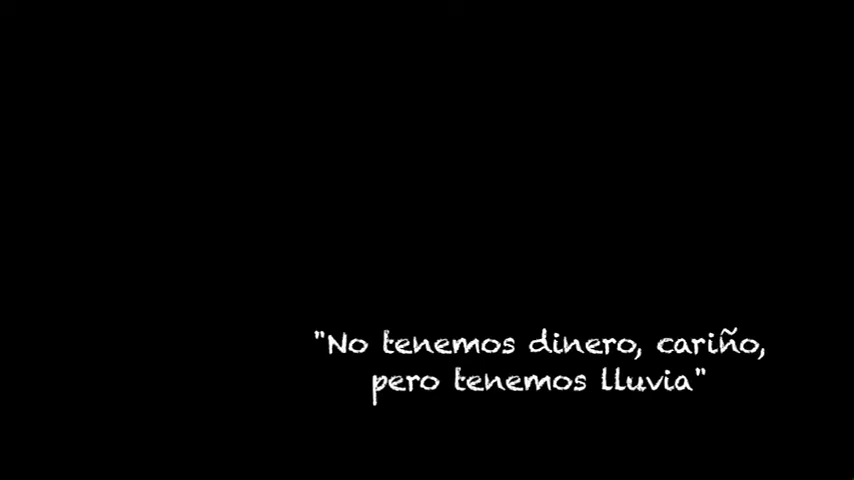 "No tenemos dinero, cariño,
pero tenemos lluvia"